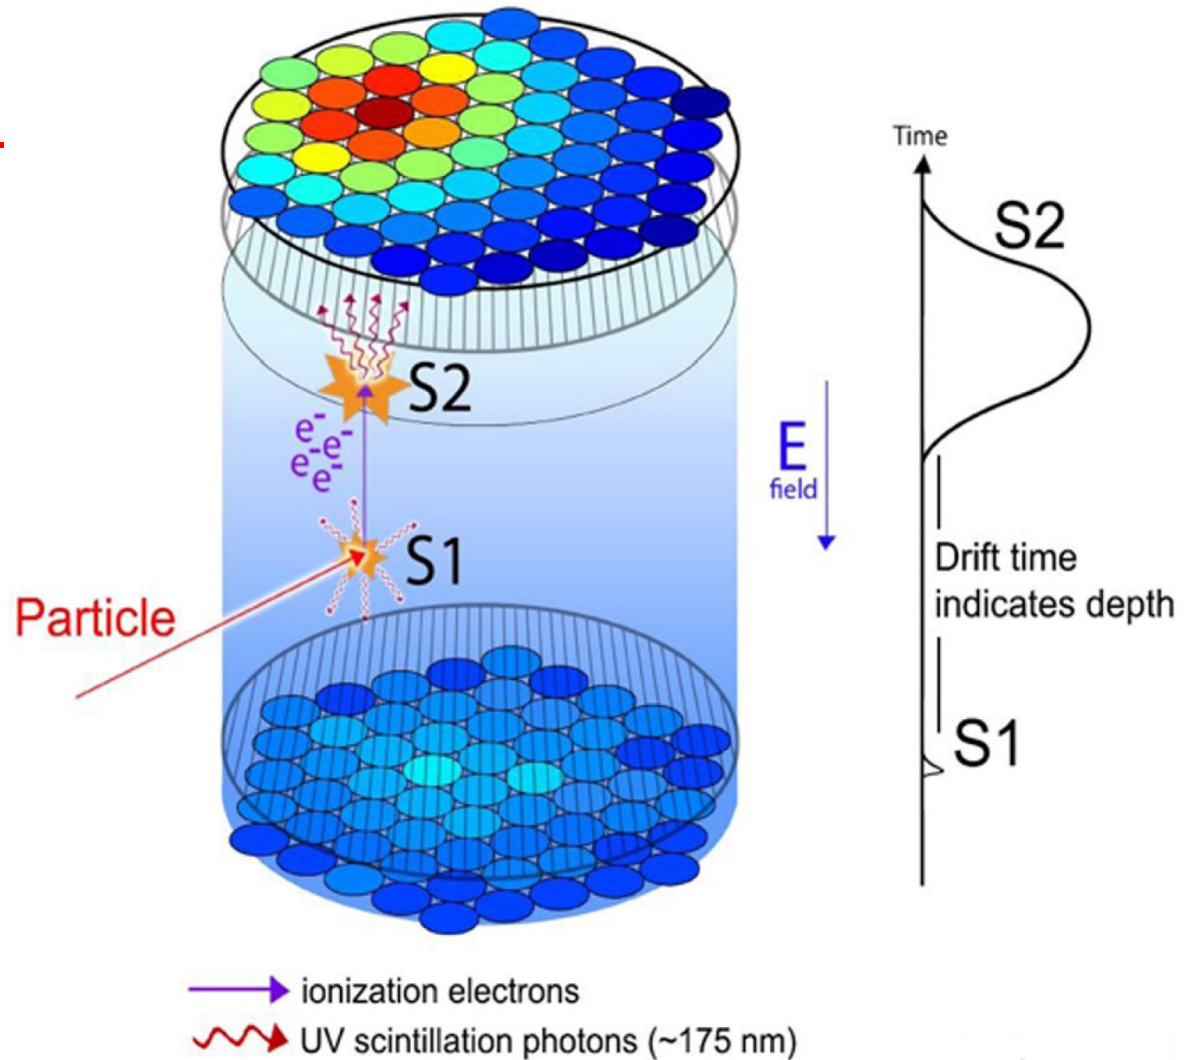 Time
S2
S2
e-
e-
e-
e-
E
field
S1
Drift time
indicates depth
Particle
S1
ionization electrons
UV scintillation photons (~175 nm)